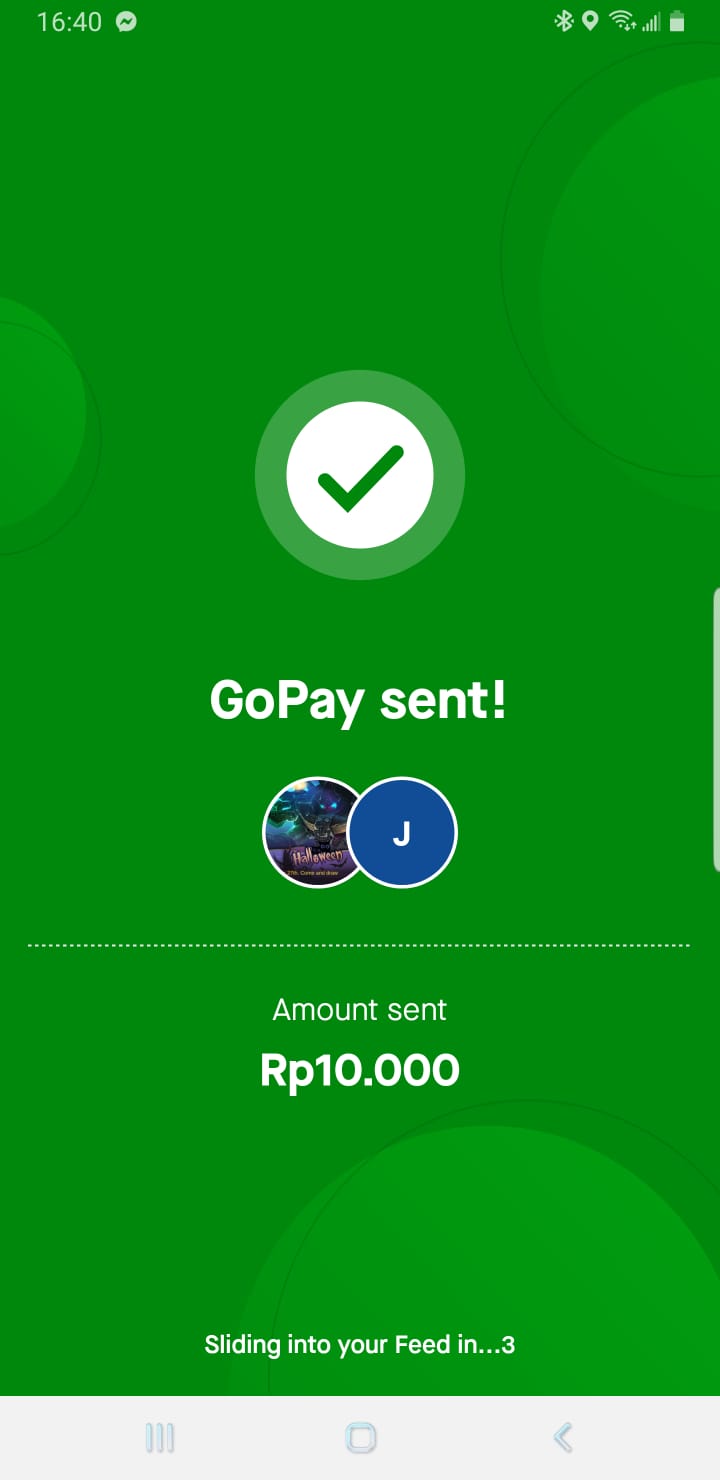 16:40
GoPay sent!
Halloween
27th. Come and draw
J
Amount sent
Rp10.000
Sliding into your Feed in...3